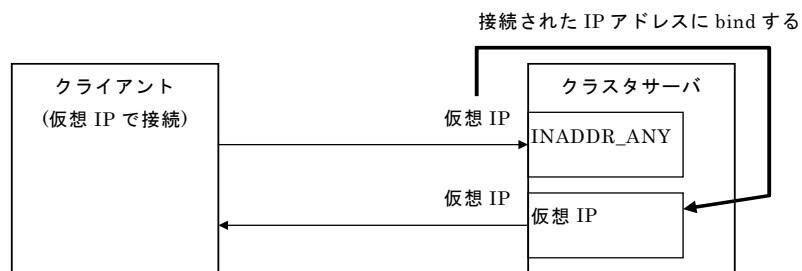 接続された IP アドレスに bind する
クライアント
(仮想 IP で接続)
クラスタサーバ
仮想 IP
INADDR_ANY
仮想 IP
仮想 IP